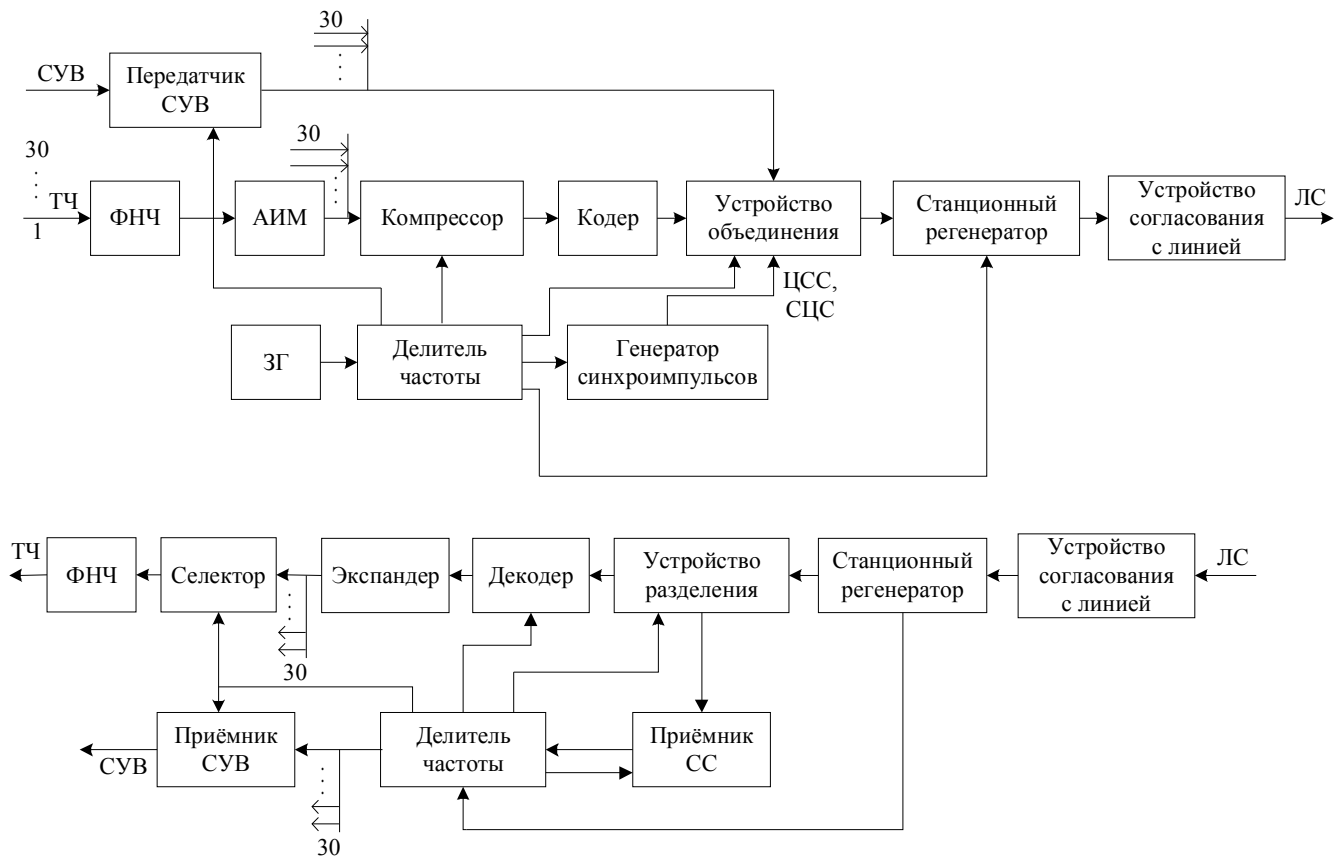 30
СУВ
Передатчик
СУВ
30
30
ТЧ
1
ФНЧ
АИМ
Компрессор
Кодер
Устройство
объединения
Станционный
регенератор
Устройство
согласования
с линией
ЛС
ЦСС,
СЦС
ЗГ
Делитель
частоты
Генератор
синхроимпульсов
ТЧ
ФНЧ
Селектор
Экспандер
Декодер
Устройство
разделения
Станционный
регенератор
Устройство
согласования
с линией
ЛС
30
СУВ
Приёмник
СУВ
Делитель
частоты
Приёмник
СС
30